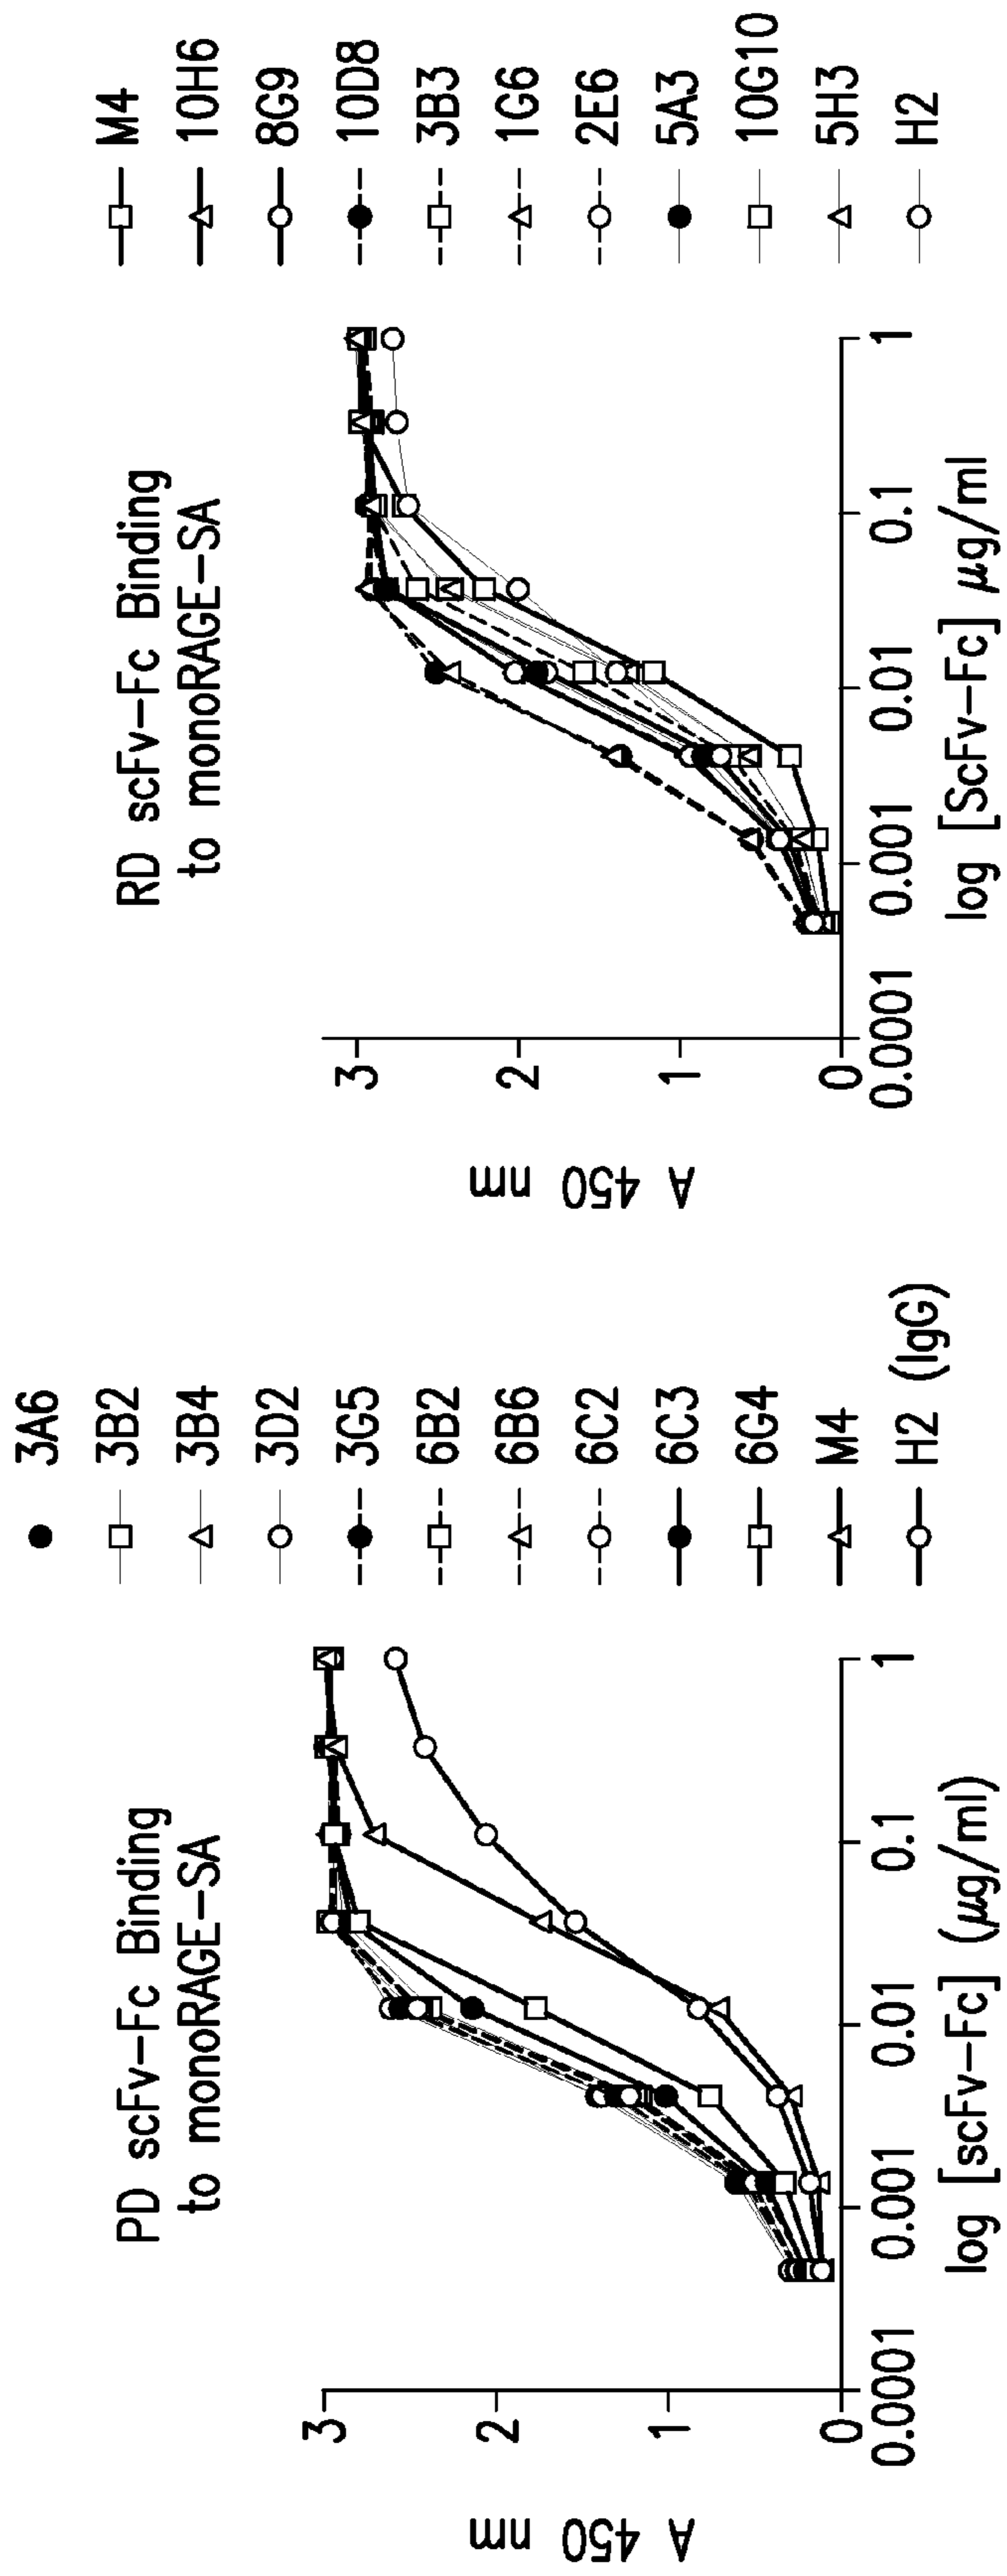 PD scFv-Fc Binding
to monoRAGE-SA
A 450 nm
3
2
1
0
0.0001
0.001
0.01
0.1
1
log [scFv-Fc] (μg/ml)
3A6
3B2
3B4
3D2
3G5
6B2
6B6
6C2
6C3
6G4
M4
H2 (IgG)
RD scFv-Fc Binding
to monoRAGE-SA
A 450 nm
3
2
1
0
0.0001
0.001
0.01
0.1
1
log [ScFv-Fc] μg/ml
M4
10H6
8G9
10D8
3B3
1G6
2E6
5A3
10G10
5H3
H2